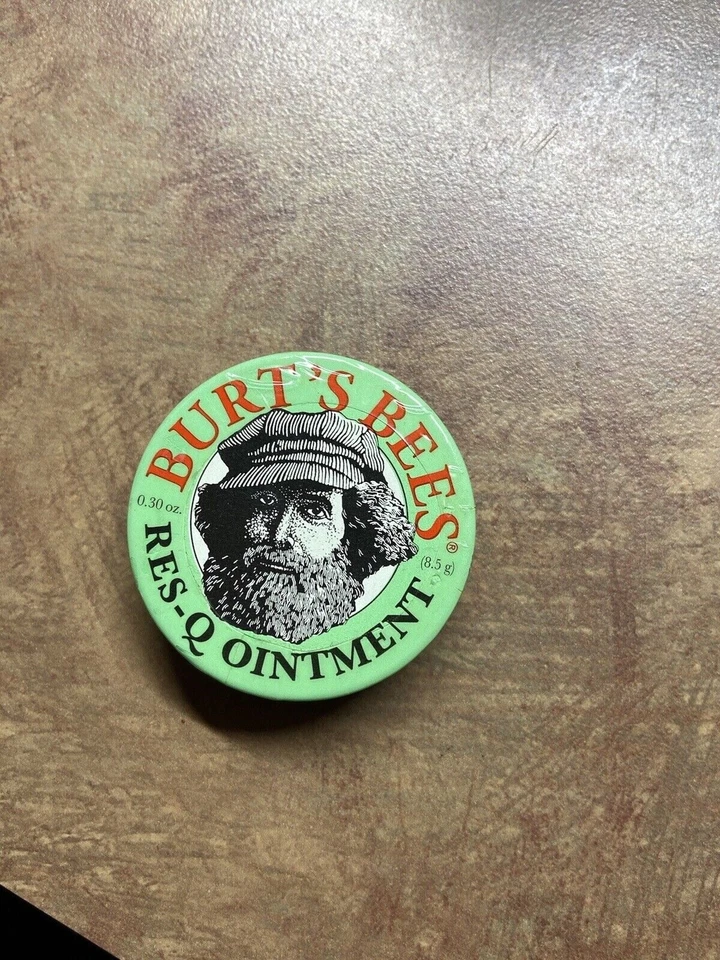 BURT'S BEES®
0.30 oz.
(8.5 g)
RES-Q OINTMENT